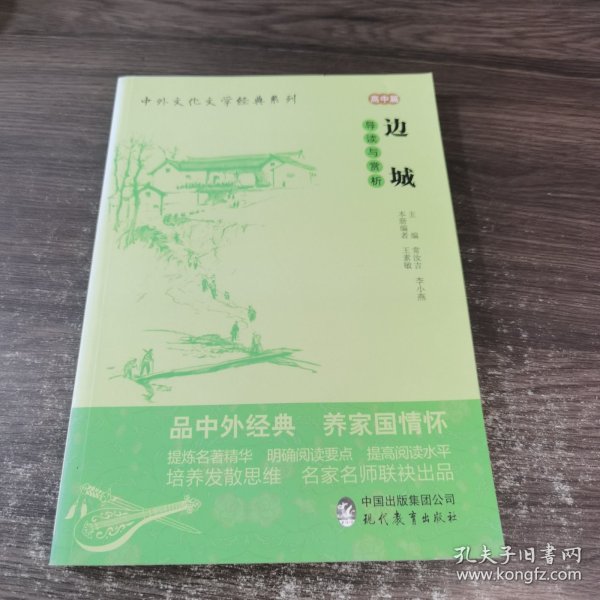 中外文化文学经典系列
高中篇
边城
导读与赏析
主编 常汝吉 李小燕
本册编者 王素敏
品中外经典 养家国情怀
提炼名著精华 明确阅读要点 提高阅读水平
培养发散思维 名家名师联袂出品
中国出版集团公司
现代教育出版社
孔夫子旧书网
www.kongfz.com